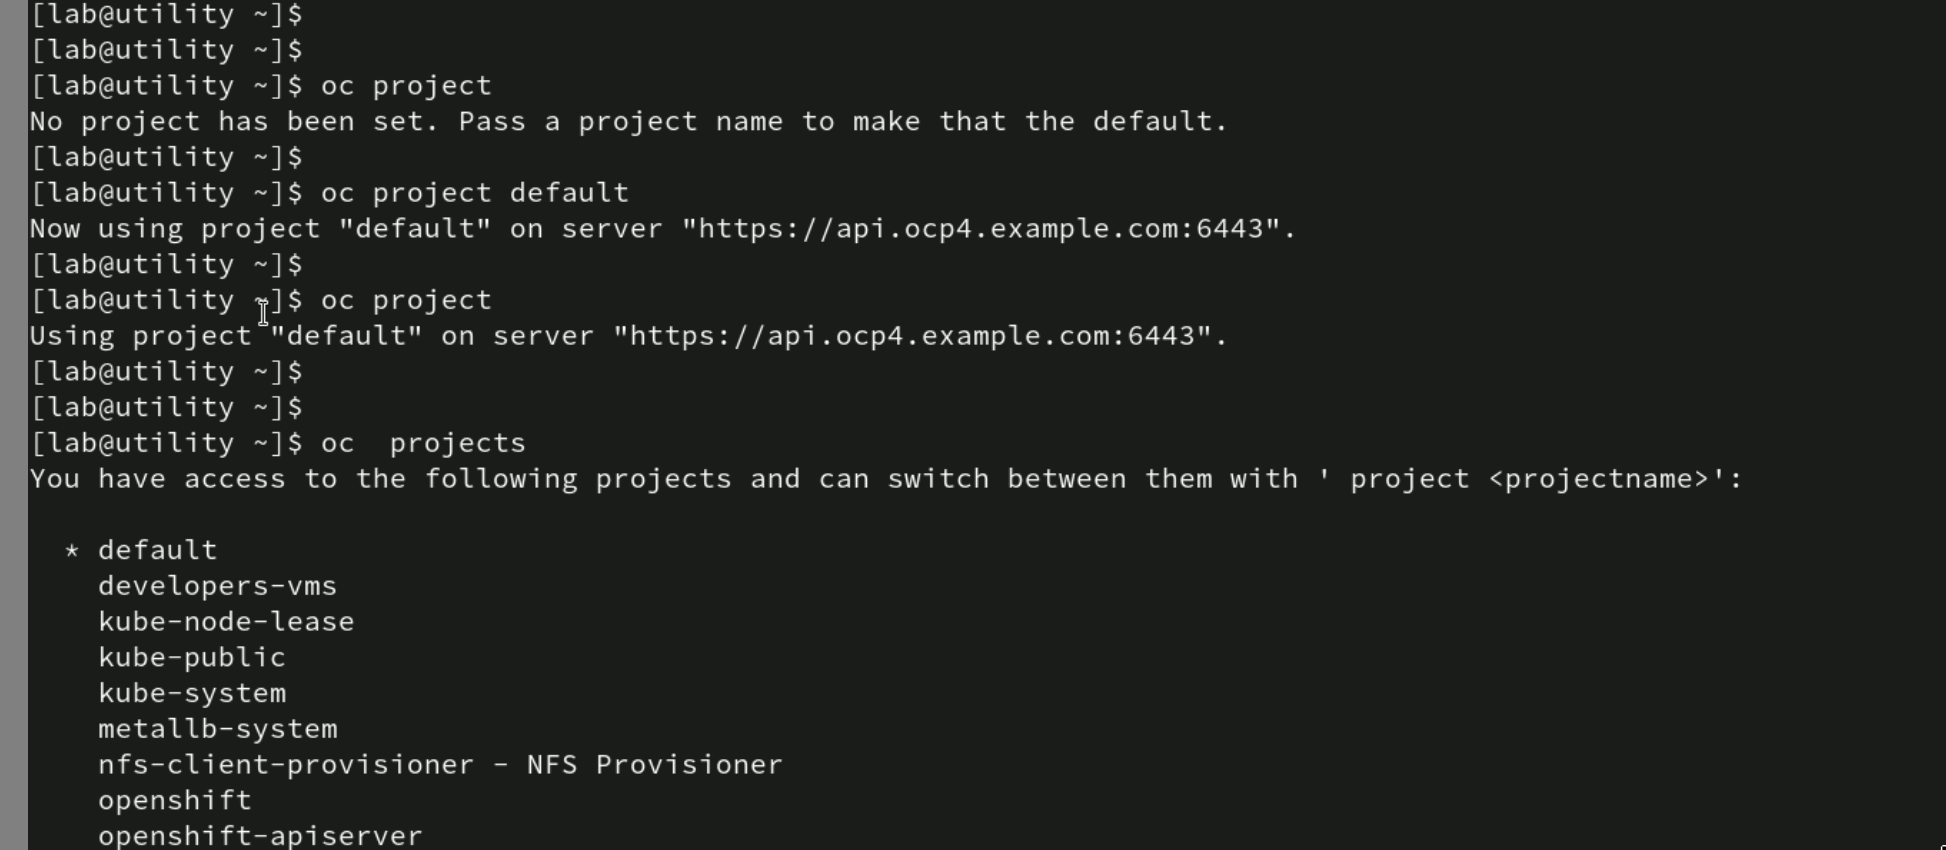 [lab@utility ~]$
[lab@utility ~]$
[lab@utility ~]$ oc project
No project has been set. Pass a project name to make that the default.
[lab@utility ~]$
[lab@utility ~]$ oc project default
Now using project "default" on server "https://api.ocp4.example.com:6443".
[lab@utility ~]$
[lab@utility ~]$ oc project
Using project "default" on server "https://api.ocp4.example.com:6443".
[lab@utility ~]$
[lab@utility ~]$
[lab@utility ~]$ oc  projects
You have access to the following projects and can switch between them with ' project <projectname>':

  * default
    developers-vms
    kube-node-lease
    kube-public
    kube-system
    metallb-system
    nfs-client-provisioner - NFS Provisioner
    openshift
    openshift-apiserver